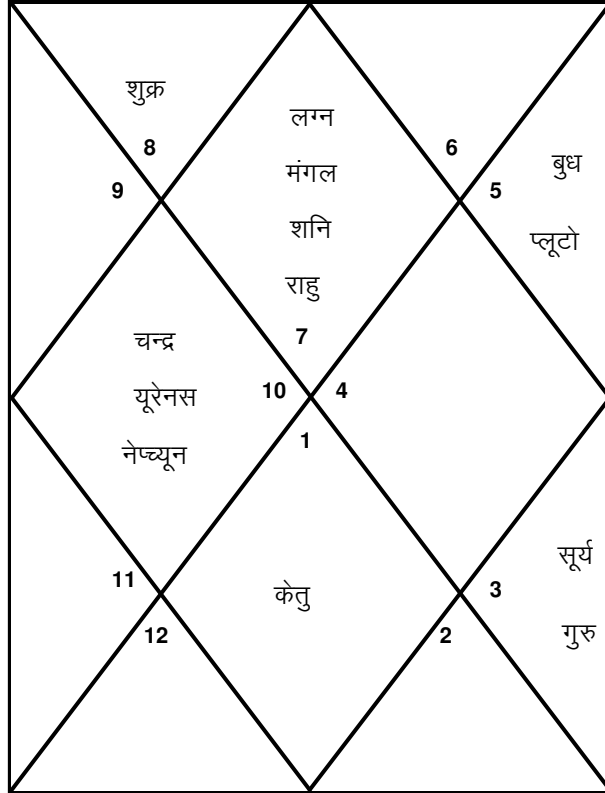 शुक्र
8
9
लग्न
मंगल
शनि
राहु
7
6
5
बुध
प्लूटो
चन्द्र
यूरेनस
नेप्च्यून
10
4
1
11
12
केतु
3
2
सूर्य
गुरु